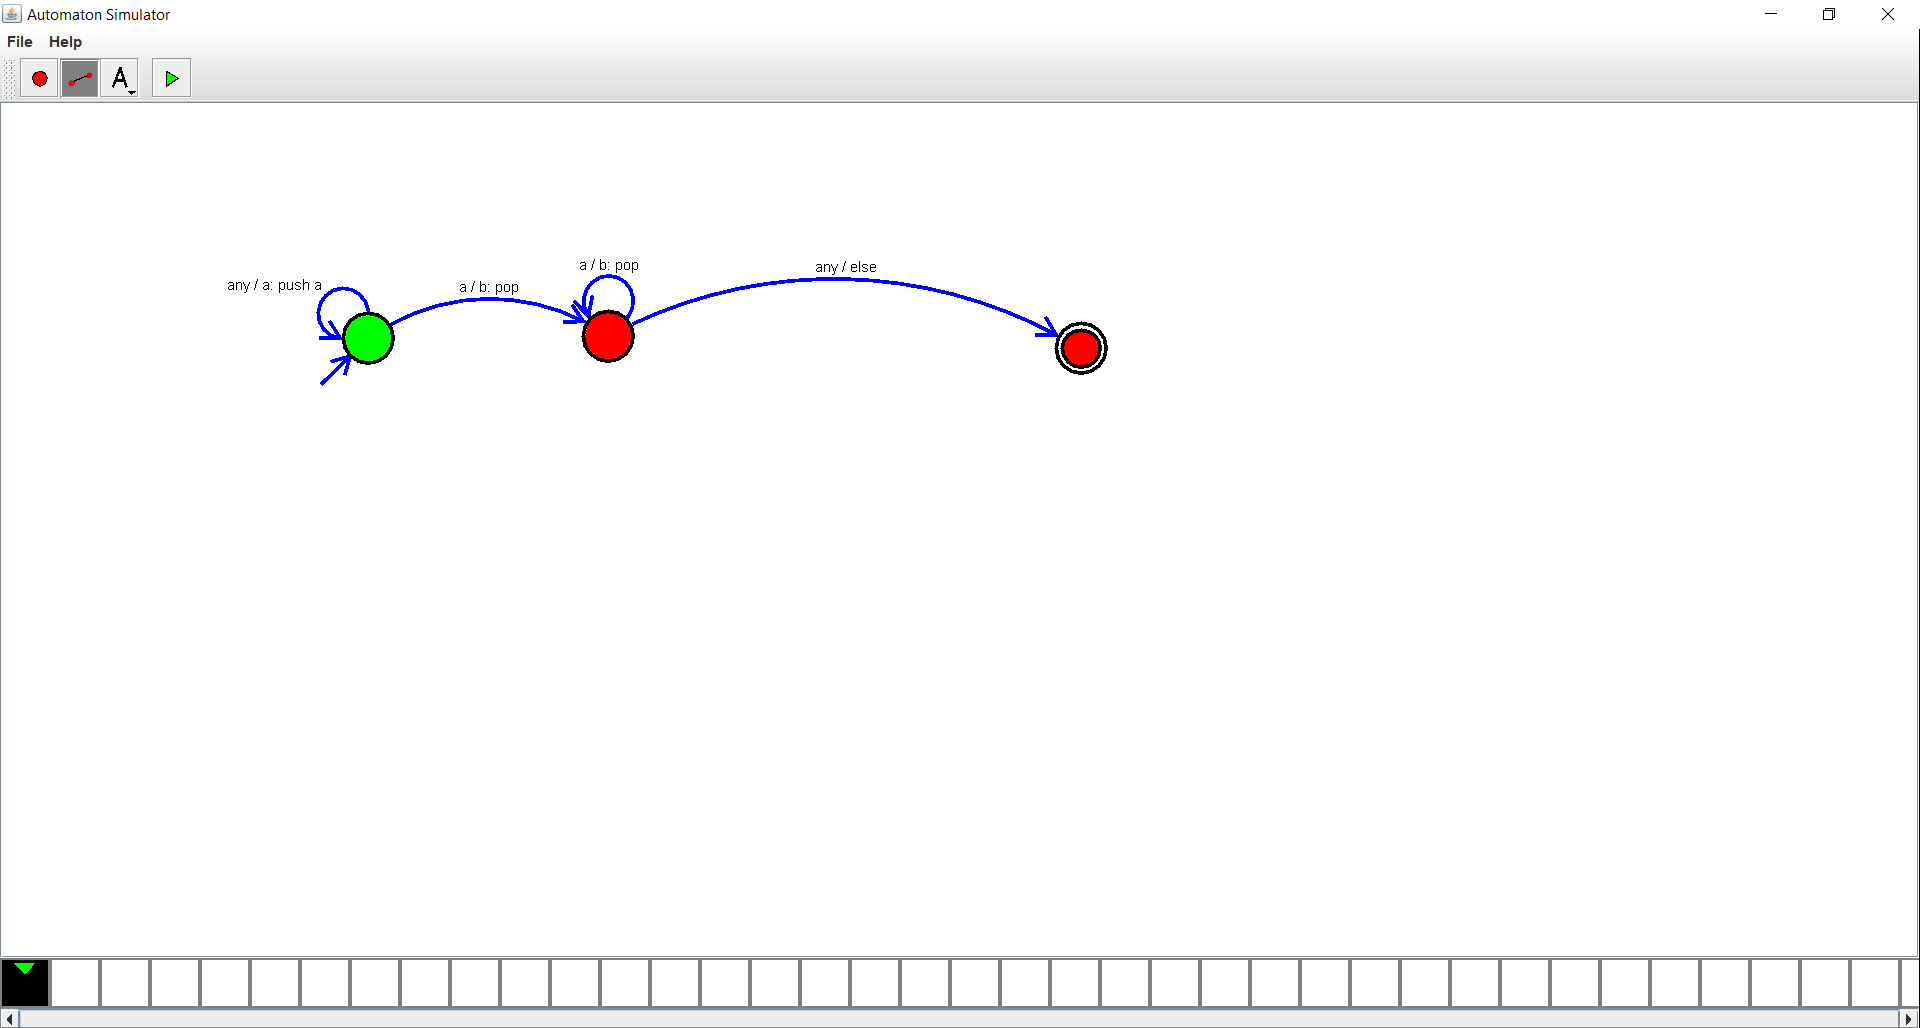 Automaton Simulator
File Help
A
a / b: pop
any / else
any / a: push a
a / b: pop